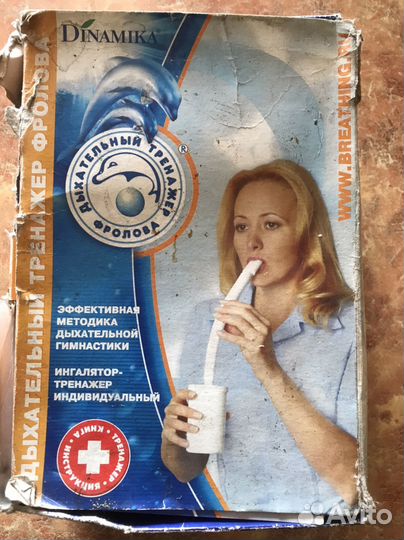 DINAMIKA
ДЫХАТЕЛЬНЫЙ ТРЕНАЖЕР ФРОЛОВА
WWW.BREATHING.RU
ДЫХАТЕЛЬНЫЙ ТРЕНАЖЕР
ФРОЛОВА
®
ЭФФЕКТИВНАЯ
МЕТОДИКА
ДЫХАТЕЛЬНОЙ
ГИМНАСТИКИ
ИНГАЛЯТОР-
ТРЕНАЖЕР
ИНДИВИДУАЛЬНЫЙ
ТРЕНАЖЕР
КНИГА
ИНСТРУКЦИЯ
Avito